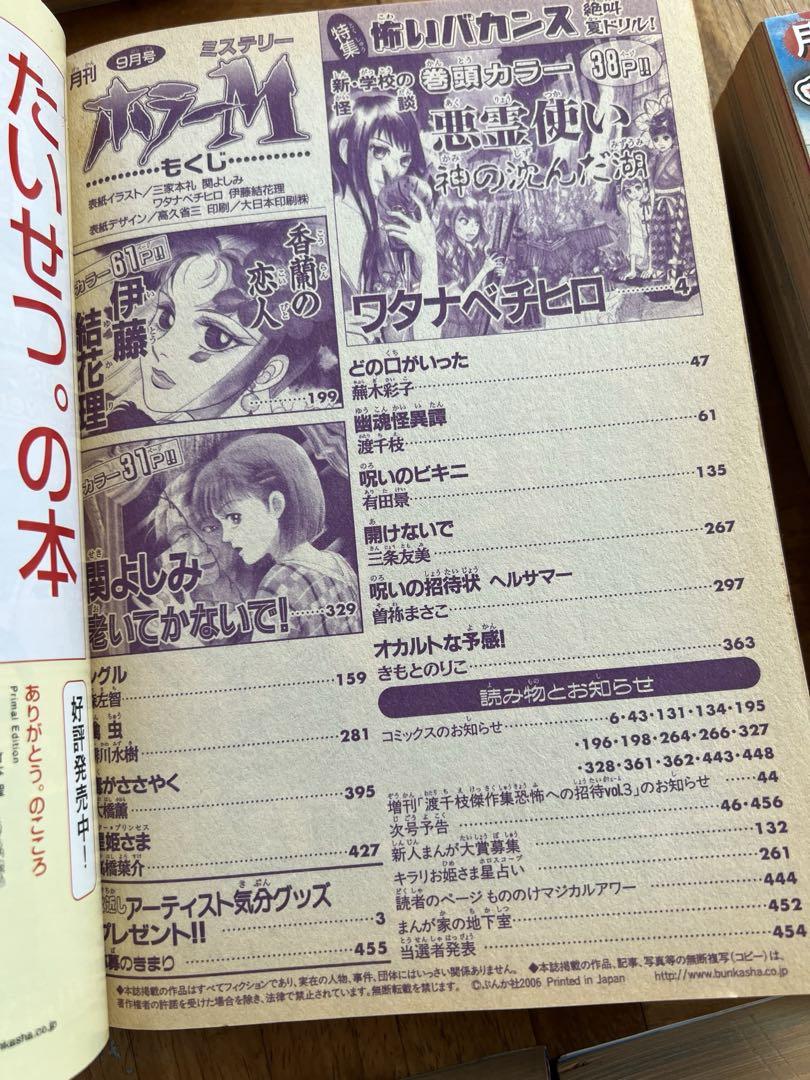 たいせつ。の本
ありがとう。のこころ
Primal Edition
好評発売中！
nkasha.co.jp
月刊
9月号
ミステリー
ホラーM
もくじ
表紙イラスト／三家本礼 関よしみ
ワタナベチヒロ 伊藤結花理
表紙デザイン／高久省三 印刷／大日本印刷㈱
特集
怖いバカンス
絶叫
夏ドリル！
新・学校の怪談
巻頭カラー
38P!!
悪霊使い
神の沈んだ湖
ワタナベチヒロ 4
カラー61P!!
香蘭の恋人
伊藤結花理
199
カラー31P!!
関よしみ
老いてかないで！ 329
どの口がいった 47
蕪木彩子
幽魂怪異譚 61
渡千枝
呪いのビキニ 135
有田景
開けないで 267
三条友美
呪いの招待状 ヘルサマー 297
曽祢まさこ
オカルトな予感！ 363
きもとのりこ
ングル 159
左智
虫 281
川水樹
がささやく 395
大橋薫
星姫さま 427
高橋葉介
アーティスト気分グッズ
プレゼント!! 3
のきまり 455
読み物とお知らせ
コミックスのお知らせ 6・43・131・134・195
・196・198・264・266・327
・328・361・362・443・448
増刊「渡千枝傑作集恐怖への招待vol.3」のお知らせ 44
次号予告 46・456
新人まんが大賞募集 132
キラリお姫さま星占い 261
読者のページ もののけマジカルアワー 444
まんが家の地下室 452
当選者発表 454
◆本誌掲載の作品はすべてフィクションであり、実在の人物、事件、団体にはいっさい関係ありません。 ◆本誌掲載の作品、記事、写真等の無断複写（コピー）は、
著作権者の許諾を受けた場合を除き、法律で禁止されています。無断転載を禁じます。 ©ぶんか社2006 Printed in Japan http://www.bunkasha.co.jp